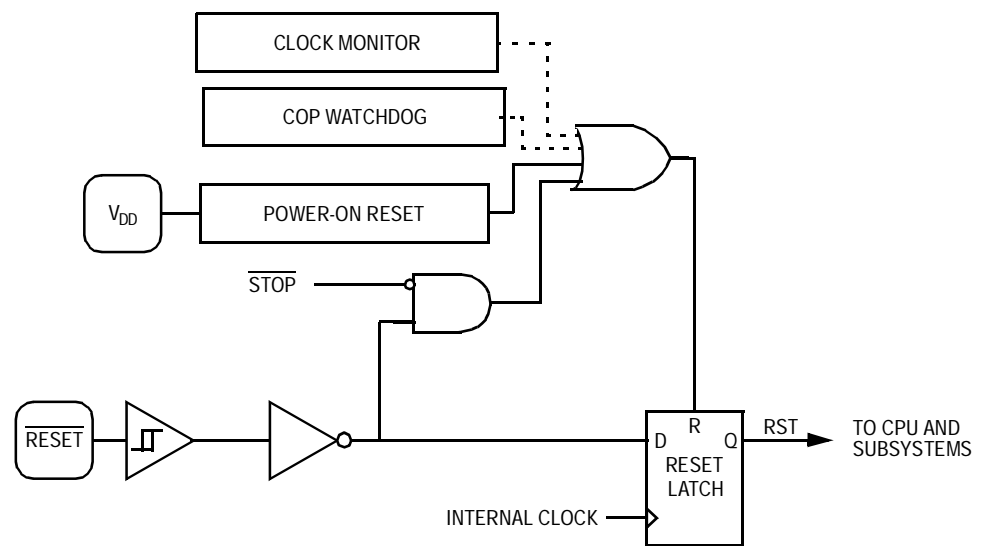 CLOCK MONITOR
COP WATCHDOG
VDD
POWER-ON RESET
STOP
RESET
D
R
Q
RESET
LATCH
RST
TO CPU AND
SUBSYSTEMS
INTERNAL CLOCK